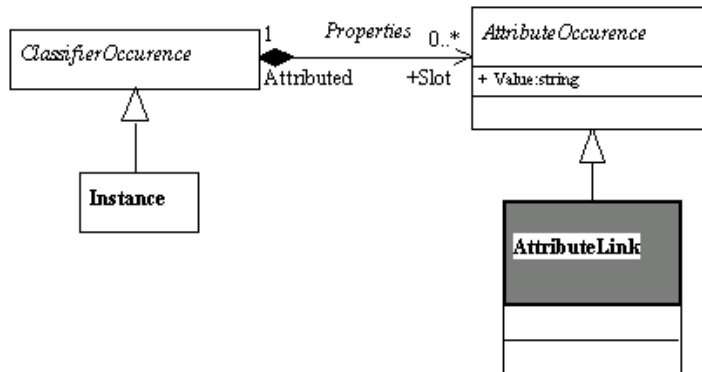 ClassifierOccurence
1
Properties
0..*
Attributed
+Slot
AttributeOccurence
+ Value:string
Instance
AttributeLink